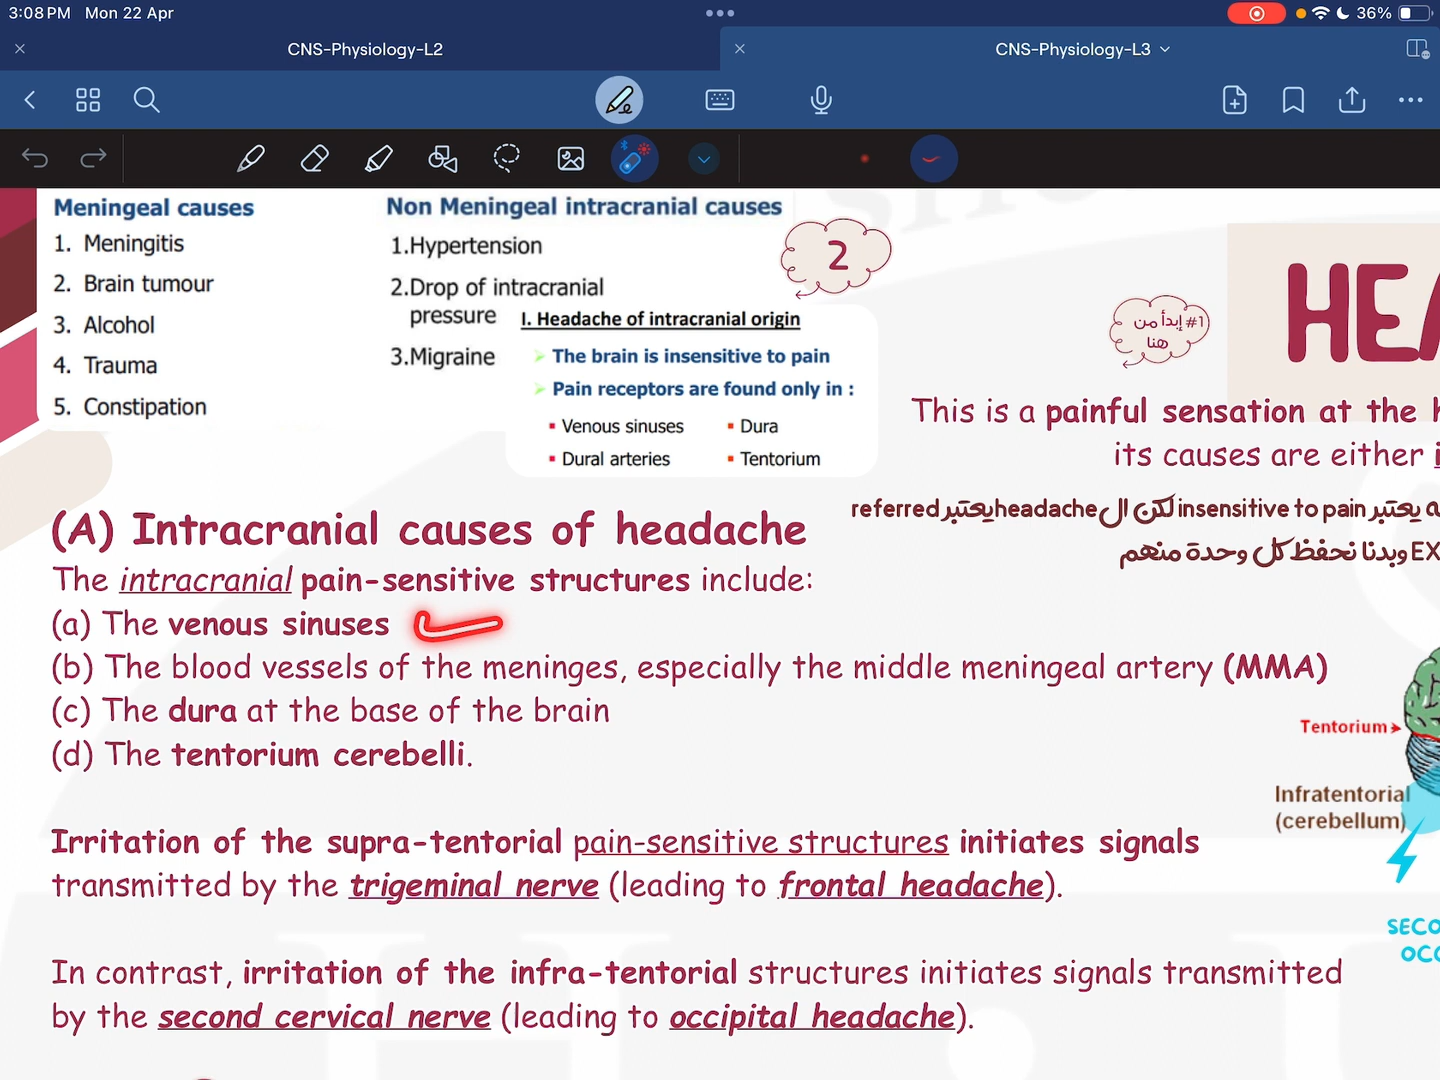 3:08 PM Mon 22 Apr
36%
CNS-Physiology-L2
CNS-Physiology-L3
Meningeal causes
1. Meningitis
2. Brain tumour
3. Alcohol
4. Trauma
5. Constipation
Non Meningeal intracranial causes
1.Hypertension
2.Drop of intracranial
pressure
3.Migraine
2
I. Headache of intracranial origin
The brain is insensitive to pain
Pain receptors are found only in :
Venous sinuses
Dura
Dural arteries
Tentorium
#1 إبدأ من
هنا
HEA
This is a painful sensation at the h
its causes are either i
يعتبر insensitive to pain لكن ال headache يعتبر referred
EX وبدنا نحفظ كل وحدة منهم
(A) Intracranial causes of headache
The intracranial pain-sensitive structures include:
(a) The venous sinuses
(b) The blood vessels of the meninges, especially the middle meningeal artery (MMA)
(c) The dura at the base of the brain
(d) The tentorium cerebelli.
Tentorium
Infratentorial
(cerebellum)
Irritation of the supra-tentorial pain-sensitive structures initiates signals
transmitted by the trigeminal nerve (leading to frontal headache).
SECO
OCC
In contrast, irritation of the infra-tentorial structures initiates signals transmitted
by the second cervical nerve (leading to occipital headache).